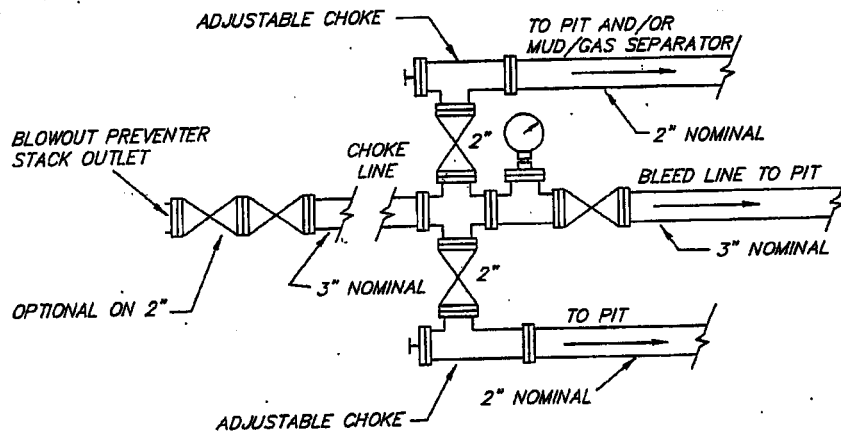 ADJUSTABLE CHOKE
TO PIT AND/OR
MUD/GAS SEPARATOR
2" NOMINAL
BLOWOUT PREVENTER
STACK OUTLET
CHOKE
LINE
2"
BLEED LINE TO PIT
3" NOMINAL
OPTIONAL ON 2"
3" NOMINAL
2"
TO PIT
2" NOMINAL
ADJUSTABLE CHOKE